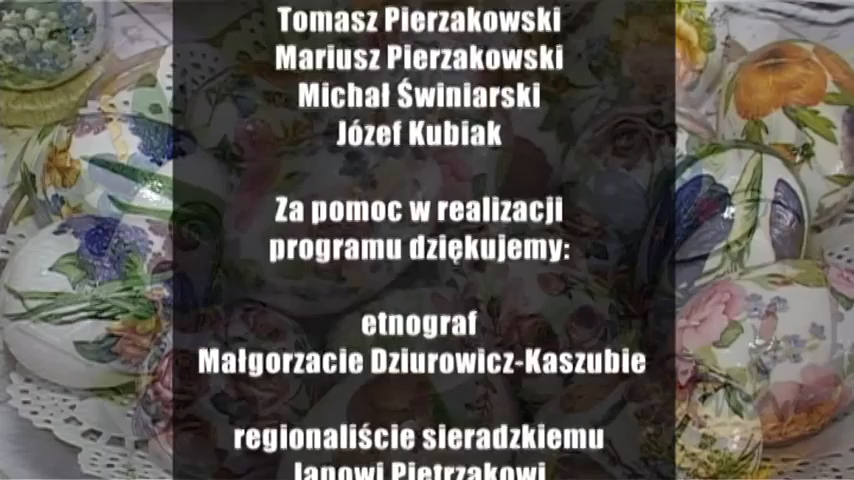 Tomasz Pierzakowski
Mariusz Pierzakowski
Michał Świniarski
Józef Kubiak
Za pomoc w realizacji
programu dziękujemy:
etnograf
Małgorzacie Dziurowicz-Kaszubie
regionaliście sieradzkiemu
Janowi Pietrzakowi